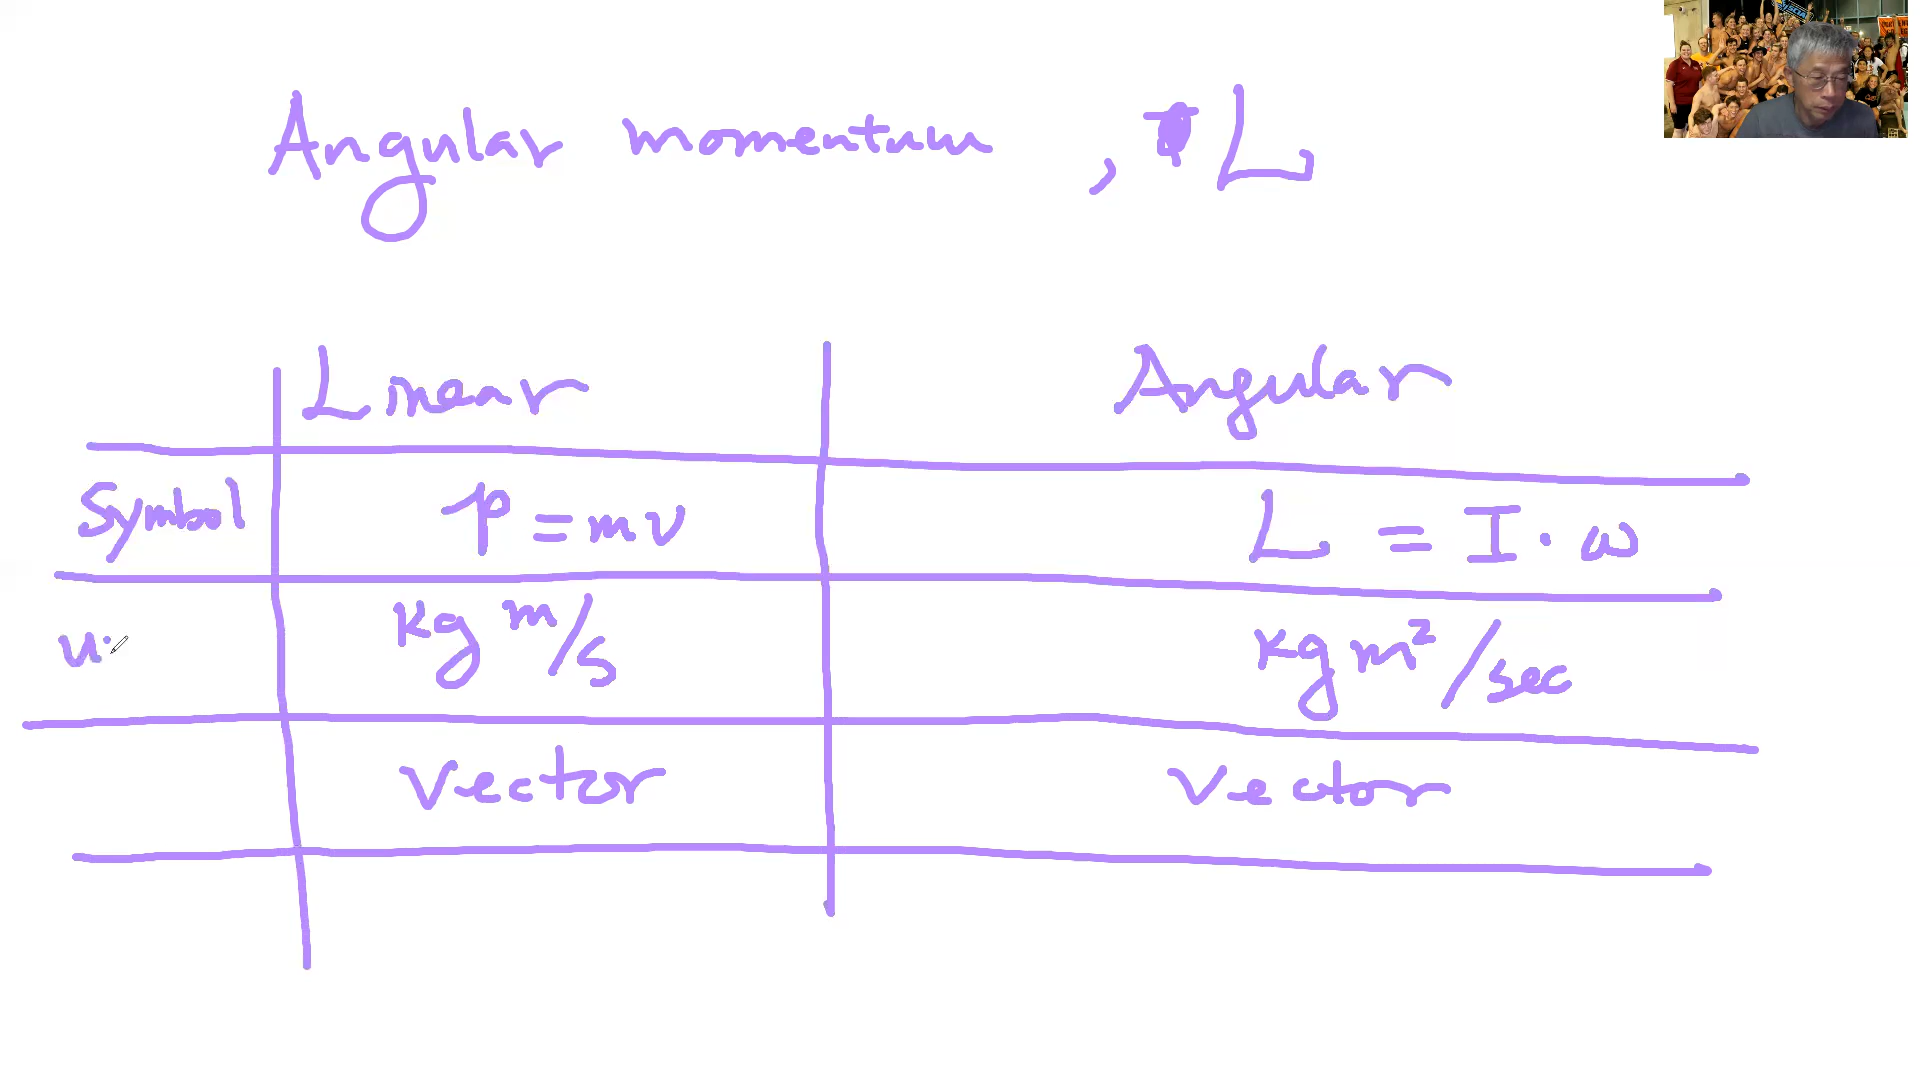 Angular momentum , L
Linear Angular
Symbol p = mv L = I · ω
kg m/s kg m²/sec
Vector Vector